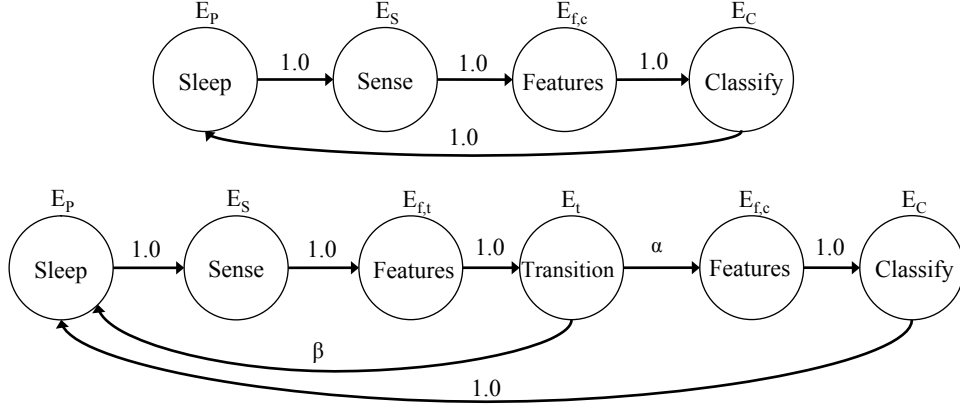 E_P E_S E_f,c E_C
1.0 1.0 1.0
Sleep Sense Features Classify
1.0
E_P E_S E_f,t E_t E_f,c E_C
1.0 1.0 1.0 α 1.0
Sleep Sense Features Transition Features Classify
β
1.0